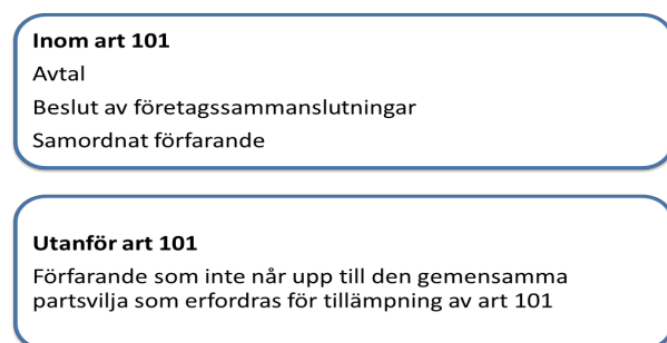 Inom art 101
Avtal
Beslut av företagssammanslutningar
Samordnat förfarande
Utanför art 101
Förfarande som inte når upp till den gemensamma
partsvilja som erfordras för tillämpning av art 101